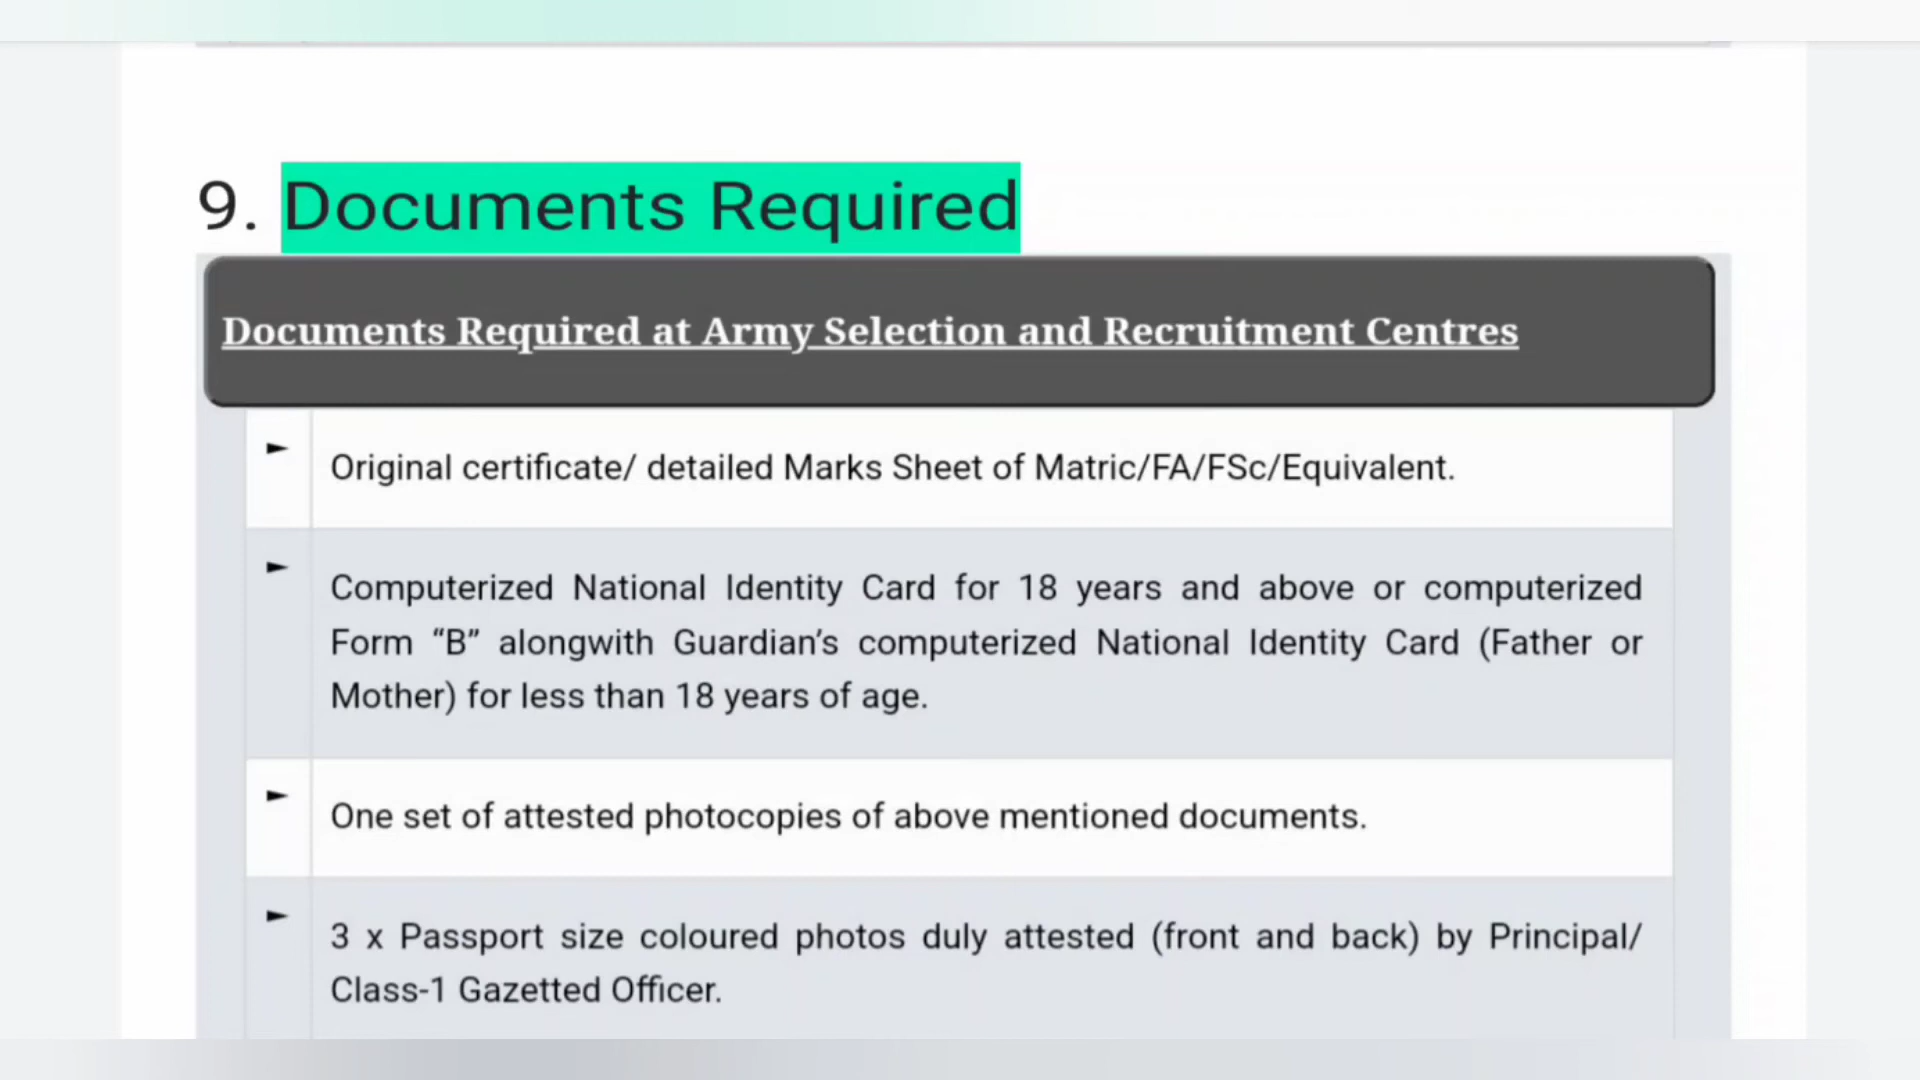 9. Documents Required
Documents Required at Army Selection and Recruitment Centres
► Original certificate/ detailed Marks Sheet of Matric/FA/FSc/Equivalent.
► Computerized National Identity Card for 18 years and above or computerized
Form “B” alongwith Guardian’s computerized National Identity Card (Father or
Mother) for less than 18 years of age.
► One set of attested photocopies of above mentioned documents.
► 3 x Passport size coloured photos duly attested (front and back) by Principal/
Class-1 Gazetted Officer.